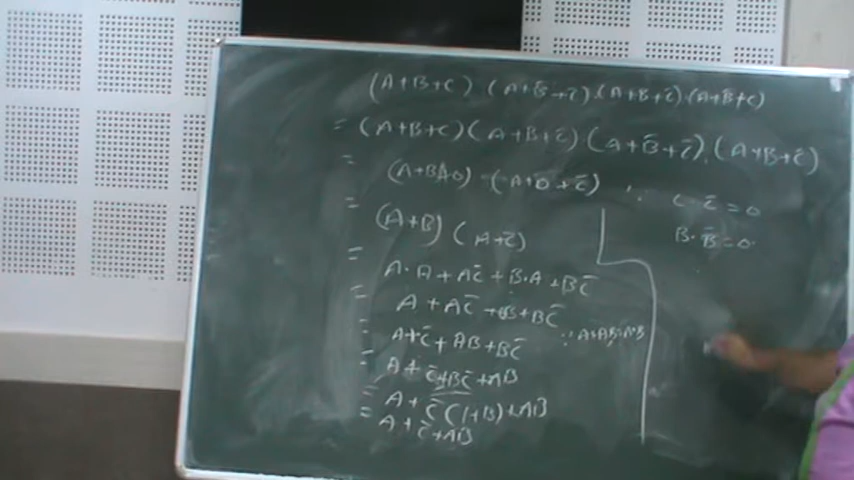 (A+B+C) (A+B̄+C̄).(A+B+C̄).(A+B+C)
= (A+B+C)(A+B+C̄)(A+B̄+C̄).(A+B+C̄)
= (A+B+0).(A+0+C̄) ∵ C.C̄=0
B.B̄=0
= (A+B)(A+C̄)
= A.A+AC̄+B.A+BC̄
= A+AC̄+B+BC̄
= A+C̄+AB+BC̄ ∵ A+AB=A+B
= A+C̄+BC̄+AB
= A+C̄(1+B)+AB
= A+C̄+AB